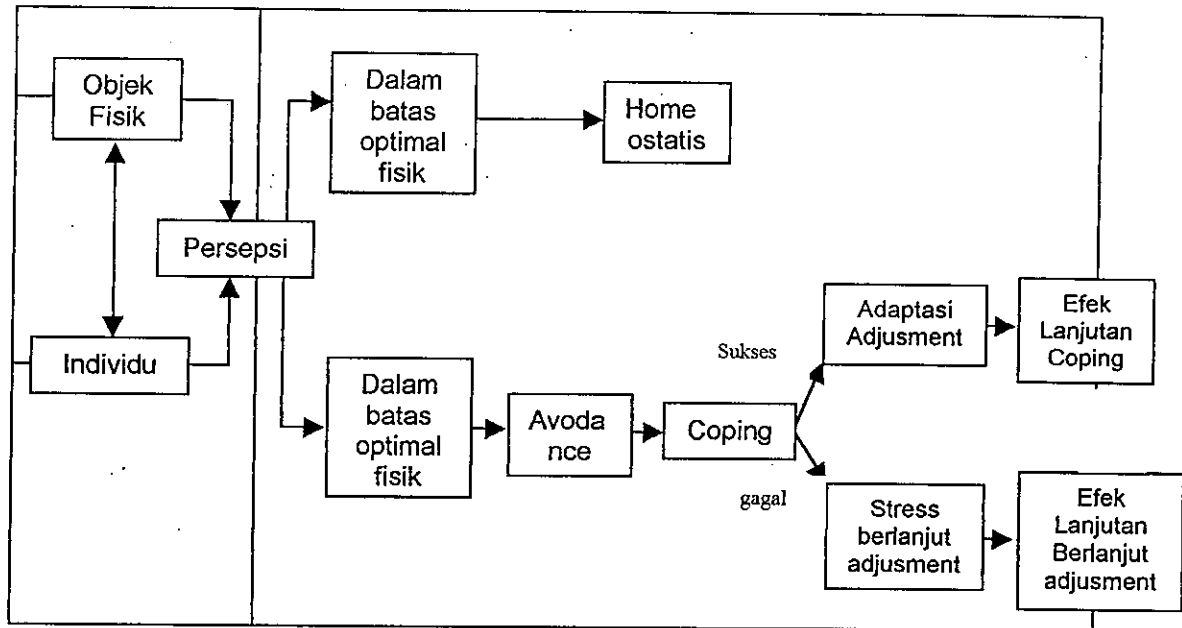 Objek
Fisik
Persepsi
Individu
Dalam
batas
optimal
fisik
Home
ostatis
Dalam
batas
optimal
fisik
Avoda
nce
Coping
Sukses
gagal
Adaptasi
Adjusment
Efek
Lanjutan
Coping
Stress
berlanjut
adjusment
Efek
Lanjutan
Berlanjut
adjusment